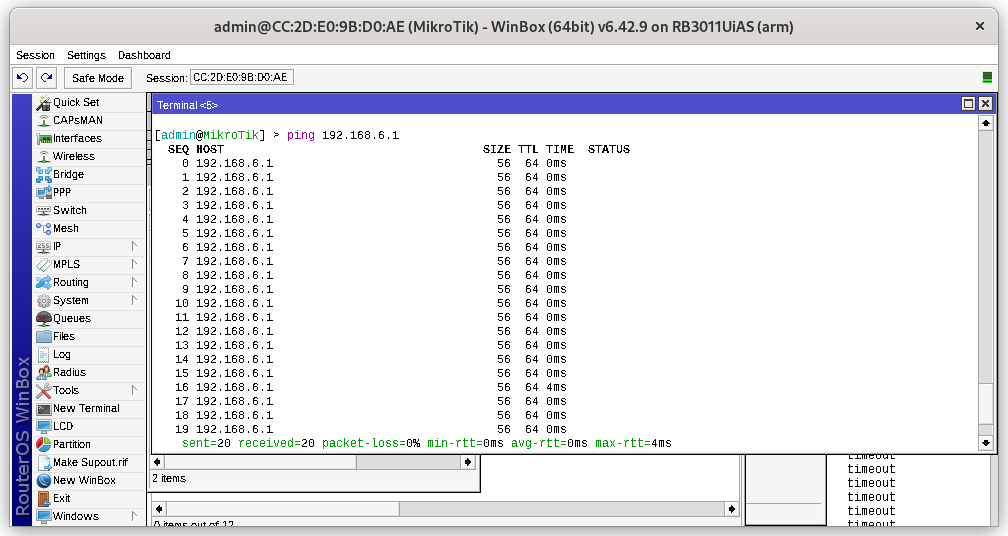 admin@CC:2D:E0:9B:D0:AE (MikroTik) - WinBox (64bit) v6.42.9 on RB3011UiAS (arm)
Session Settings Dashboard
Safe Mode Session: CC:2D:E0:9B:D0:AE
RouterOS WinBox
Quick Set
CAPsMAN
Interfaces
Wireless
Bridge
PPP
Switch
Mesh
IP
MPLS
Routing
System
Queues
Files
Log
Radius
Tools
New Terminal
LCD
Partition
Make Supout.rif
New WinBox
Exit
Windows
Terminal <5>
[admin@MikroTik] > ping 192.168.6.1
SEQ HOST SIZE TTL TIME STATUS
0 192.168.6.1 56 64 0ms
1 192.168.6.1 56 64 0ms
2 192.168.6.1 56 64 0ms
3 192.168.6.1 56 64 0ms
4 192.168.6.1 56 64 0ms
5 192.168.6.1 56 64 0ms
6 192.168.6.1 56 64 0ms
7 192.168.6.1 56 64 0ms
8 192.168.6.1 56 64 0ms
9 192.168.6.1 56 64 0ms
10 192.168.6.1 56 64 0ms
11 192.168.6.1 56 64 0ms
12 192.168.6.1 56 64 0ms
13 192.168.6.1 56 64 0ms
14 192.168.6.1 56 64 0ms
15 192.168.6.1 56 64 0ms
16 192.168.6.1 56 64 4ms
17 192.168.6.1 56 64 0ms
18 192.168.6.1 56 64 0ms
19 192.168.6.1 56 64 0ms
sent=20 received=20 packet-loss=0% min-rtt=0ms avg-rtt=0ms max-rtt=4ms
2 items
0 items out of 12
timeout
timeout
timeout
timeout
timeout
timeout